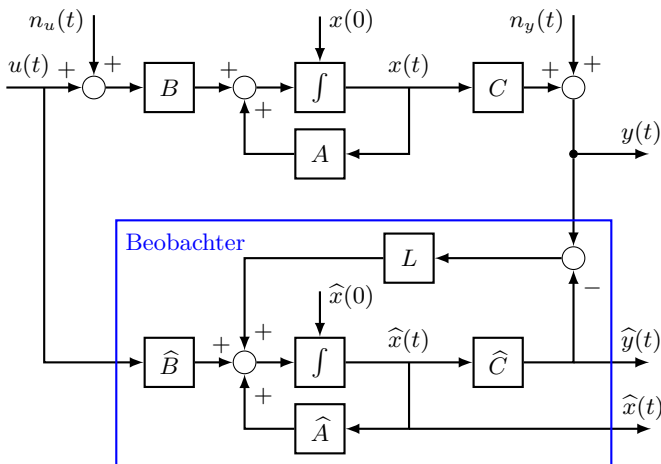 n_u(t) x(0) n_y(t)
u(t) + + B + + ∫ x(t) C + +
A y(t)
Beobachter
L −
x̂(0)
B̂ + + + ∫ x̂(t) Ĉ ŷ(t)
Â x̂(t)